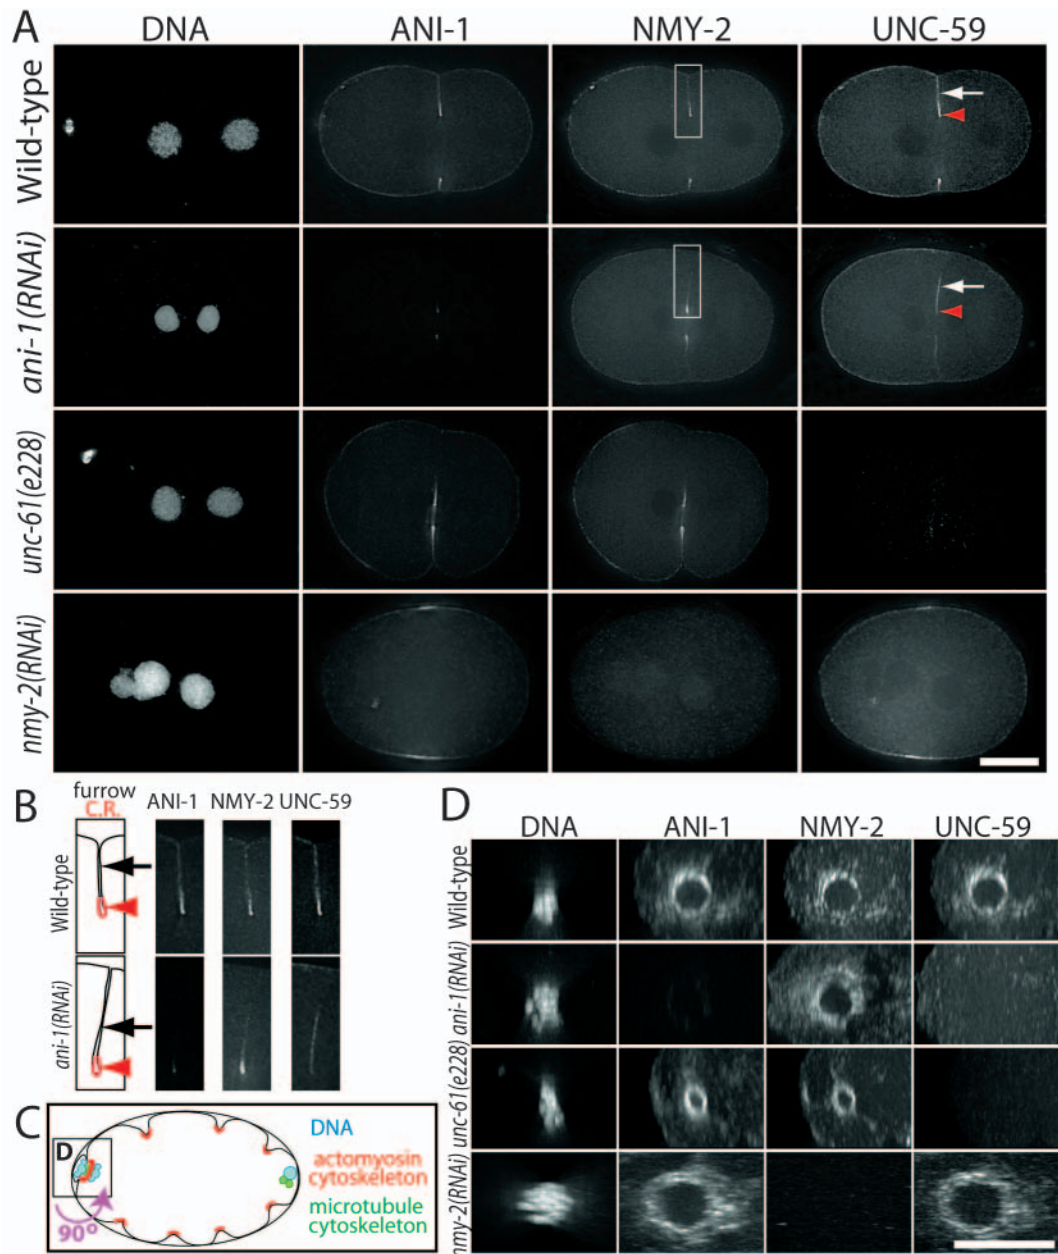 A
DNA ANI-1 NMY-2 UNC-59
Wild-type
ani-1(RNAi)
unc-61(e228)
nmy-2(RNAi)
B
furrow
C.R. ANI-1 NMY-2 UNC-59
Wild-type
ani-1(RNAi)
C
D
90º
DNA
actomyosin
cytoskeleton
microtubule
cytoskeleton
D
DNA ANI-1 NMY-2 UNC-59
Wild-type
ani-1(RNAi)
unc-61(e228)
nmy-2(RNAi)